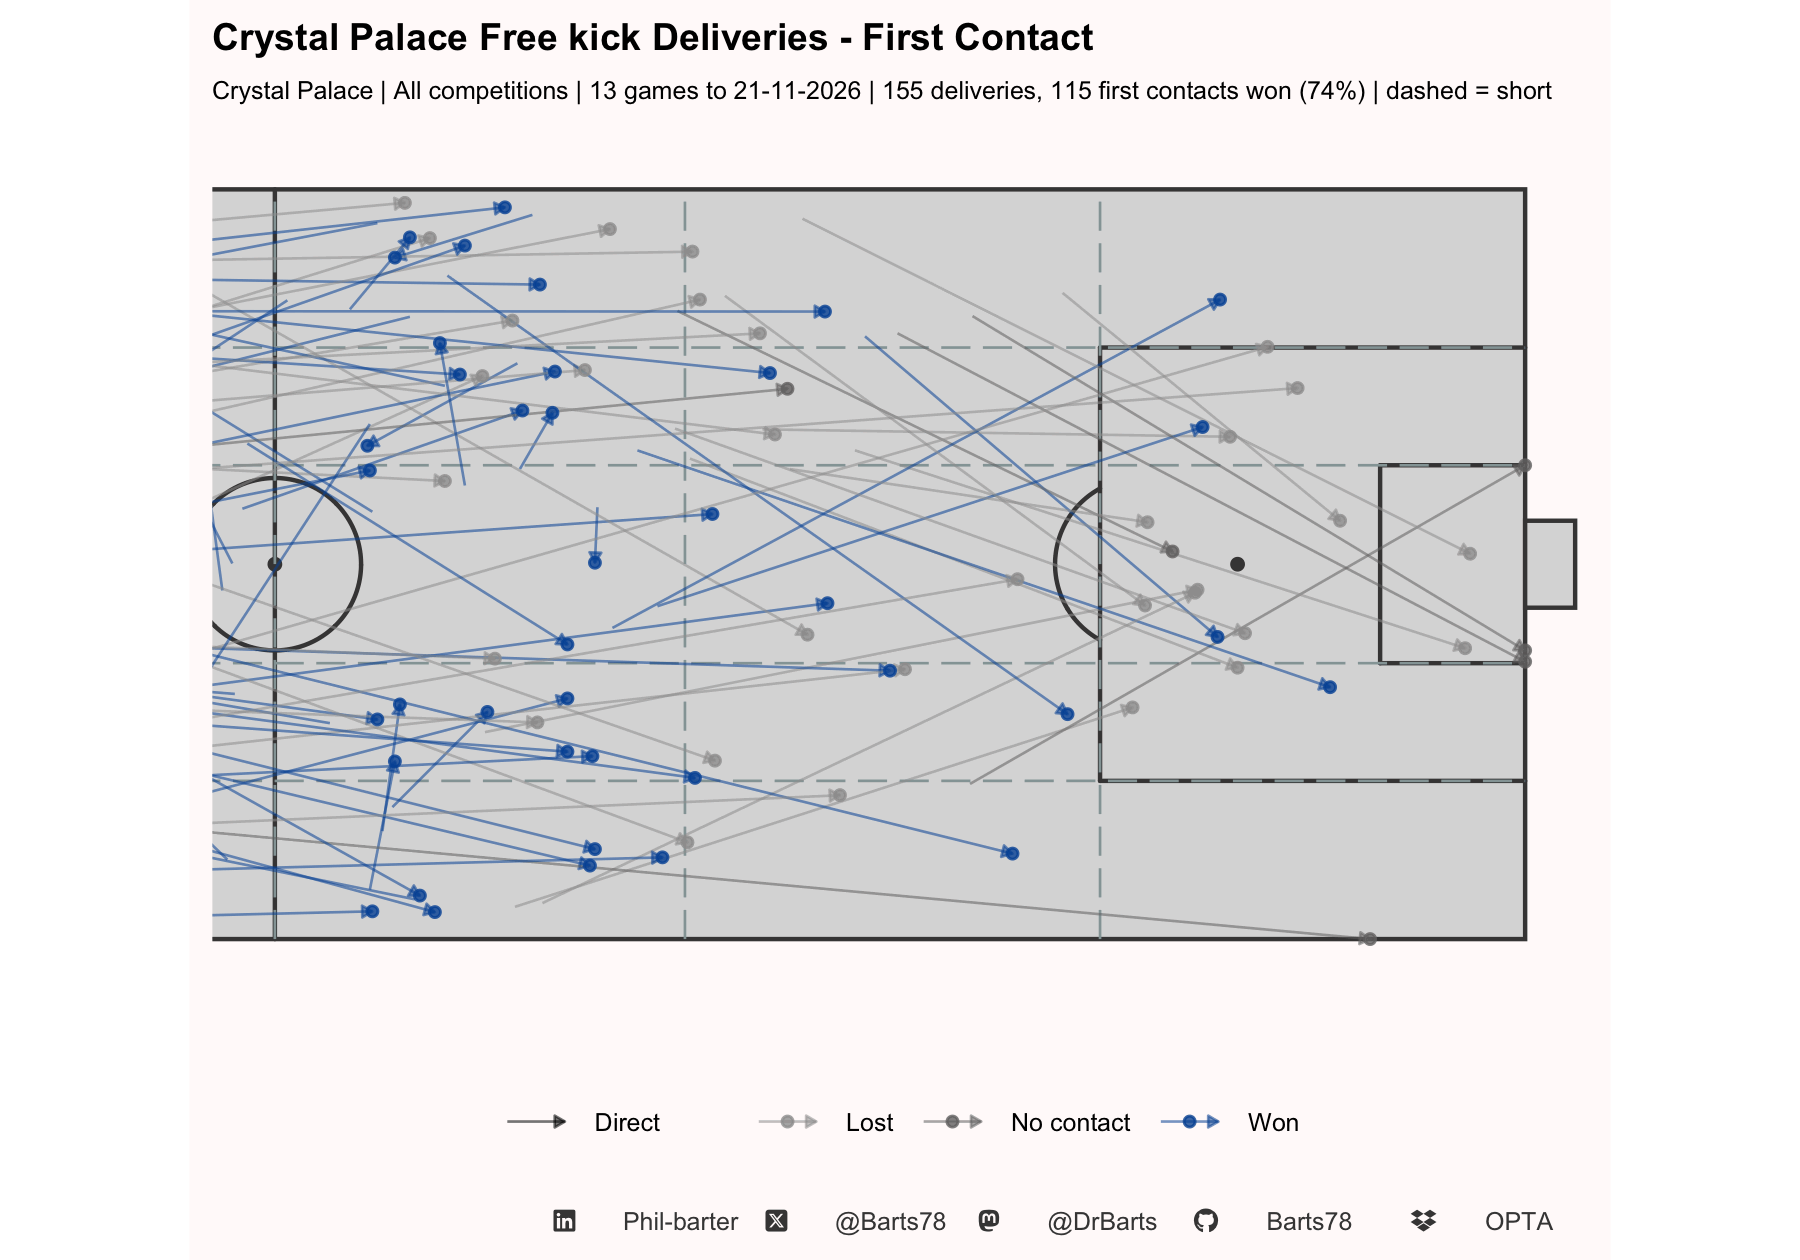 Crystal Palace Free kick Deliveries - First Contact
Crystal Palace | All competitions | 13 games to 21-11-2026 | 155 deliveries, 115 first contacts won (74%) | dashed = short
Direct Lost No contact Won
Phil-barter @Barts78 @DrBarts Barts78 OPTA